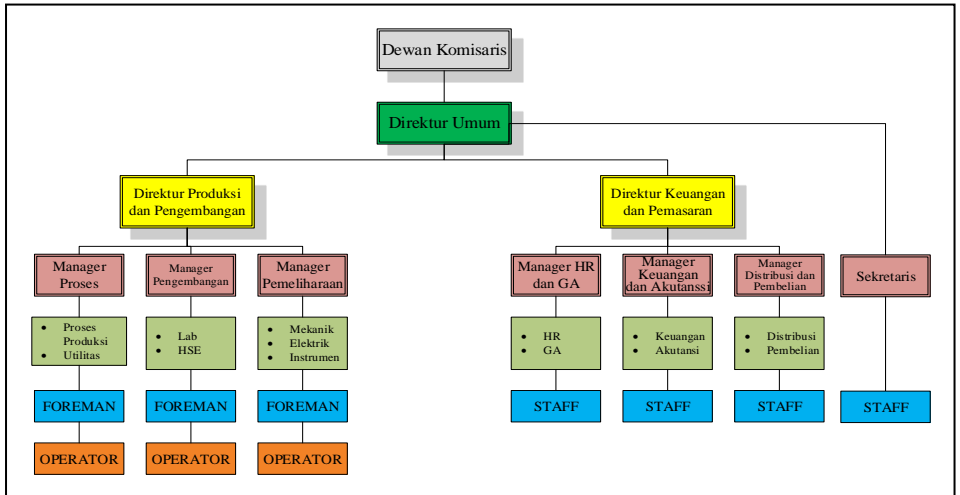 Dewan Komisaris
Direktur Umum
Direktur Produksi
dan Pengembangan
Direktur Keuangan
dan Pemasaran
Manager
Proses
Manager
Pengembangan
Manager
Pemeliharaan
Manager HR
dan GA
Manager
Keuangan
dan Akutanssi
Manager
Distribusi dan
Pembelian
Sekretaris
• Proses
Produksi
• Utilitas
• Lab
• HSE
• Mekanik
• Elektrik
• Instrumen
• HR
• GA
• Keuangan
• Akutansi
• Distribusi
• Pembelian
FOREMAN
FOREMAN
FOREMAN
STAFF
STAFF
STAFF
STAFF
OPERATOR
OPERATOR
OPERATOR